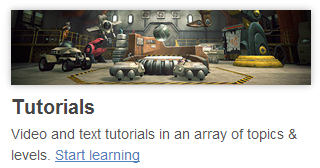 Tutorials
Video and text tutorials in an array of topics &
levels. Start learning